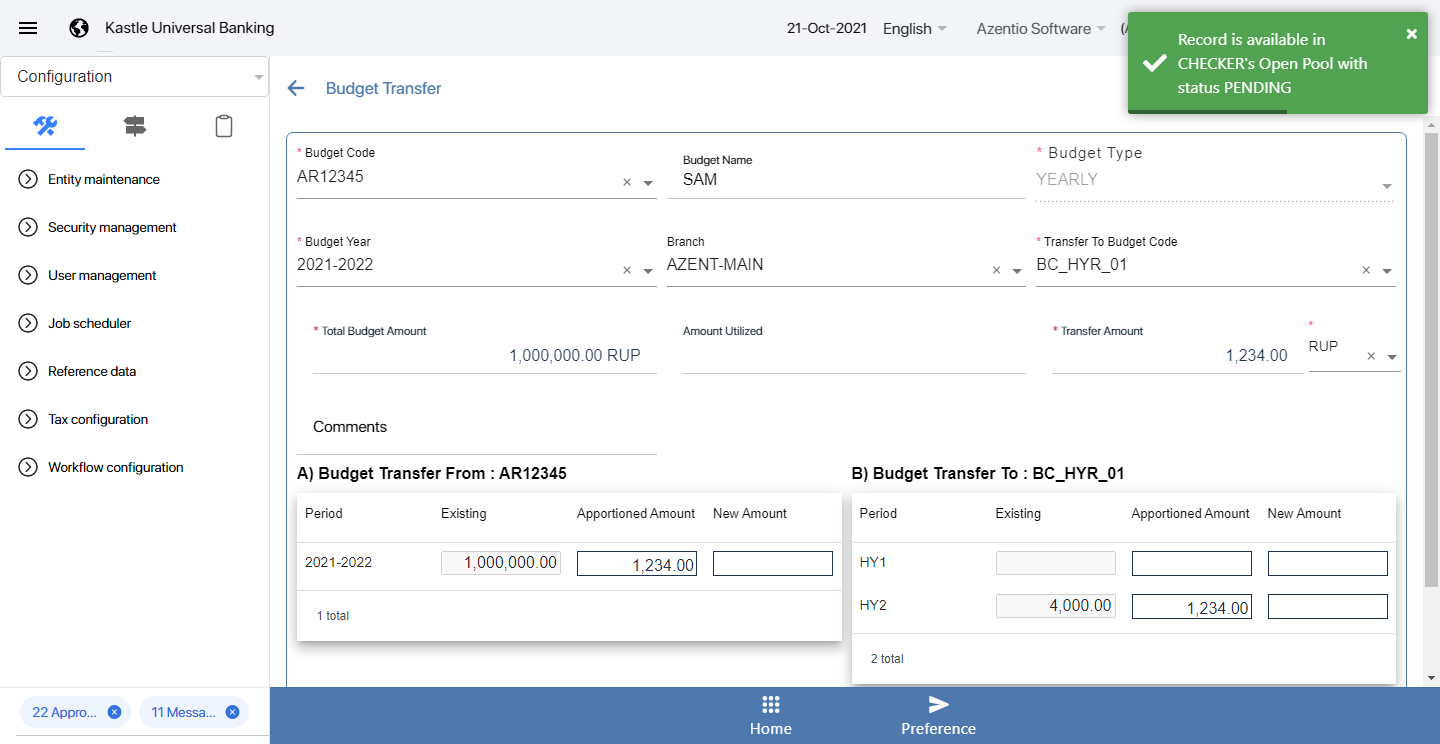 Kastle Universal Banking
21-Oct-2021
English
Azentio Software
(A
Record is available in
CHECKER's Open Pool with
status PENDING
Configuration
Budget Transfer
Entity maintenance
Security management
User management
Job scheduler
Reference data
Tax configuration
Workflow configuration
* Budget Code
AR12345
Budget Name
SAM
* Budget Type
YEARLY
* Budget Year
2021-2022
Branch
AZENT-MAIN
* Transfer To Budget Code
BC_HYR_01
* Total Budget Amount
1,000,000.00 RUP
Amount Utilized
* Transfer Amount
1,234.00
*
RUP
Comments
A) Budget Transfer From : AR12345
Period Existing Apportioned Amount New Amount
2021-2022 1,000,000.00 1,234.00
1 total
B) Budget Transfer To : BC_HYR_01
Period Existing Apportioned Amount New Amount
HY1
HY2 4,000.00 1,234.00
2 total
22 Appro...
11 Messa...
Home
Preference